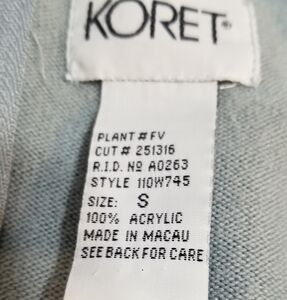 KORET®
PLANT # FV
CUT # 251316
R.I.D. Nº A0263
STYLE 110W745
SIZE: S
100% ACRYLIC
MADE IN MACAU
SEE BACK FOR CARE